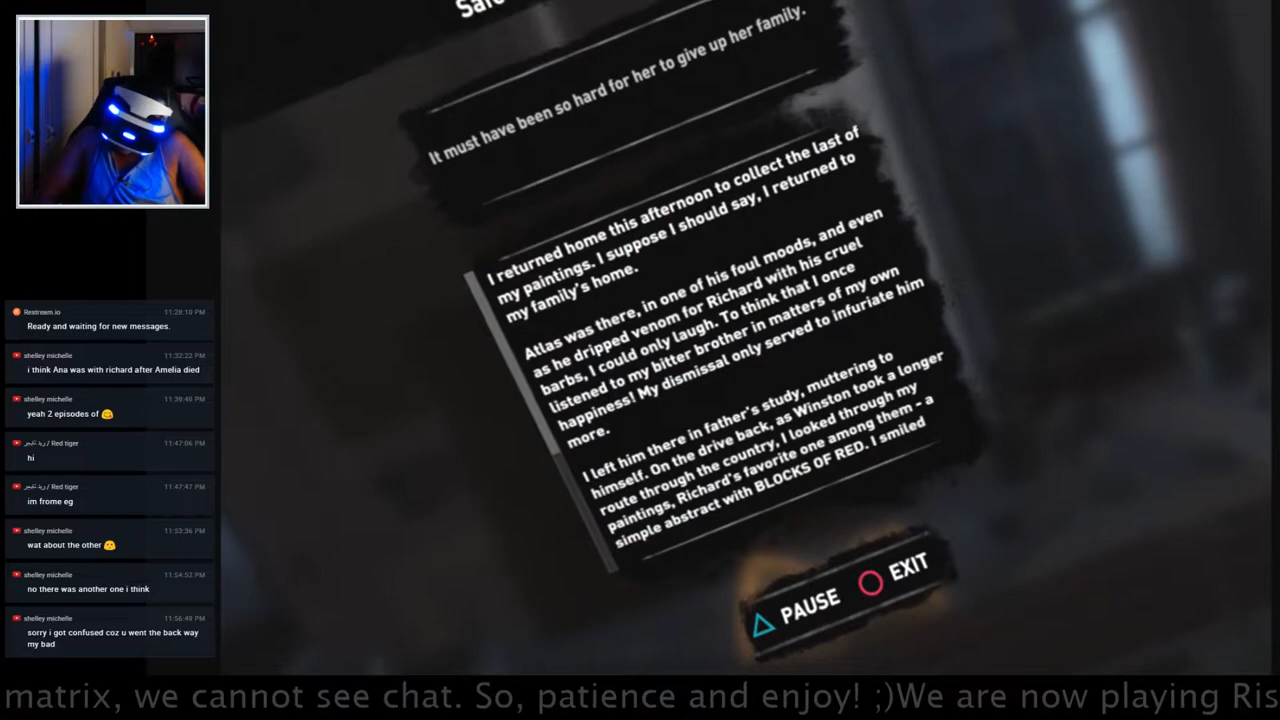 Restream.io 11:28:10 PM
Ready and waiting for new messages.
shelley michelle 11:32:22 PM
i think Ana was with richard after Amelia died
shelley michelle 11:39:40 PM
yeah 2 episodes of 🤗
/ Red tiger 11:47:06 PM
hi
/ Red tiger 11:47:47 PM
im frome eg
shelley michelle 11:53:36 PM
wat about the other 🤔
shelley michelle 11:54:52 PM
no there was another one i think
shelley michelle 11:56:49 PM
sorry i got confused coz u went the back way
my bad
It must have been so hard for her to give up her family.
I returned home this afternoon to collect the last of
my paintings. I suppose I should say, I returned to
my family's home.
Atlas was there, in one of his foul moods, and even
as he dripped venom for Richard with his cruel
barbs, I could only laugh. To think that I once
listened to my bitter brother in matters of my own
happiness! My dismissal only served to infuriate him
more.
I left him there in father's study, muttering to
himself. On the drive back, as Winston took a longer
route through the country, I looked through my
paintings, Richard's favorite one among them - a
simple abstract with BLOCKS OF RED. I smiled
PAUSE EXIT
matrix, we cannot see chat. So, patience and enjoy! ;)We are now playing Ris